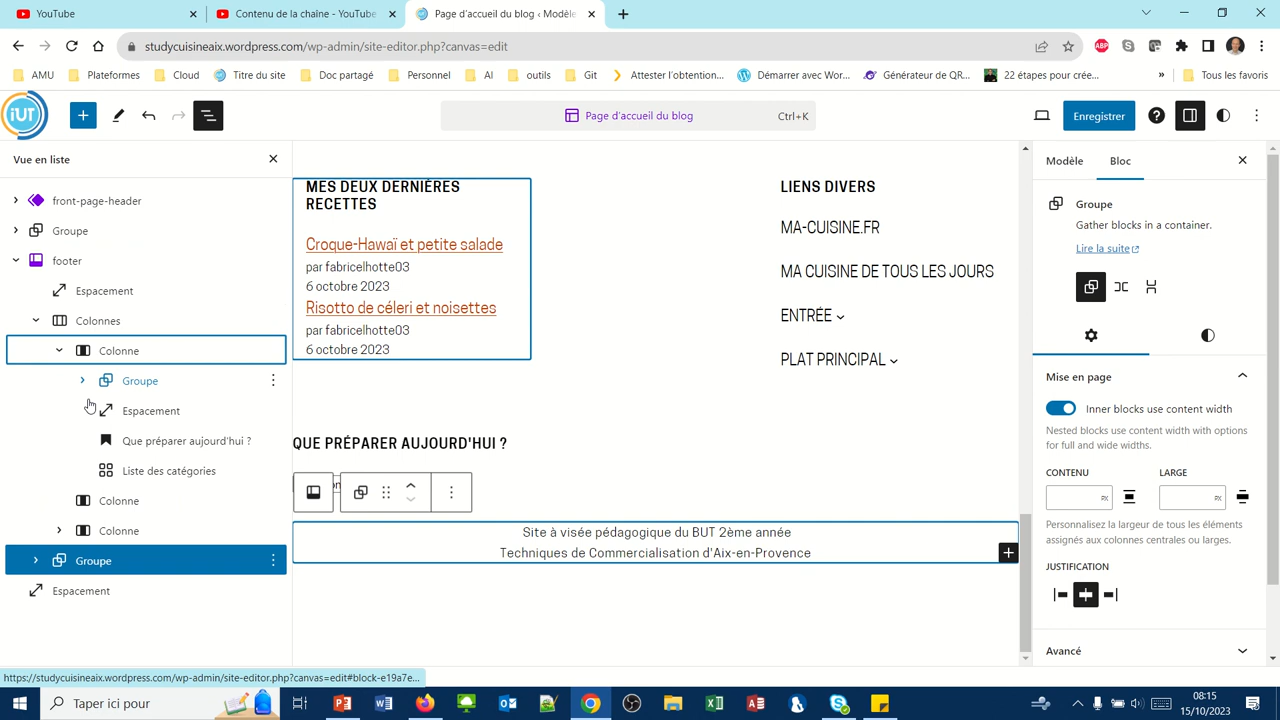 YouTube
Contenu de la chaîne - YouTube
Page d'accueil du blog ‹ Modèle
studycuisineaix.wordpress.com/wp-admin/site-editor.php?canvas=edit
AMU
Plateformes
Cloud
Titre du site
Doc partagé
Personnel
AI
outils
Git
Attester l'obtention...
Démarrer avec Wor...
Générateur de QR...
22 étapes pour crée...
»
Tous les favoris
iUT
Page d'accueil du blog
Ctrl+K
Enregistrer
Vue en liste
front-page-header
Groupe
footer
Espacement
Colonnes
Colonne
Groupe
Espacement
Que préparer aujourd'hui ?
Liste des catégories
Colonne
Colonne
Groupe
Espacement
MES DEUX DERNIÈRES
RECETTES
Croque-Hawaï et petite salade
par fabricelhotte03
6 octobre 2023
Risotto de céleri et noisettes
par fabricelhotte03
6 octobre 2023
LIENS DIVERS
MA-CUISINE.FR
MA CUISINE DE TOUS LES JOURS
ENTRÉE
PLAT PRINCIPAL
QUE PRÉPARER AUJOURD'HUI ?
Site à visée pédagogique du BUT 2ème année
Techniques de Commercialisation d'Aix-en-Provence
Modèle
Bloc
Groupe
Gather blocks in a container.
Lire la suite
Mise en page
Inner blocks use content width
Nested blocks use content width with options
for full and wide widths.
CONTENU
LARGE
PX
PX
Personnalisez la largeur de tous les éléments
assignés aux colonnes centrales ou larges.
JUSTIFICATION
Avancé
https://studycuisineaix.wordpress.com/wp-admin/site-editor.php?canvas=edit#block-e19a7e...
Taper ici pour
08:15
15/10/2023